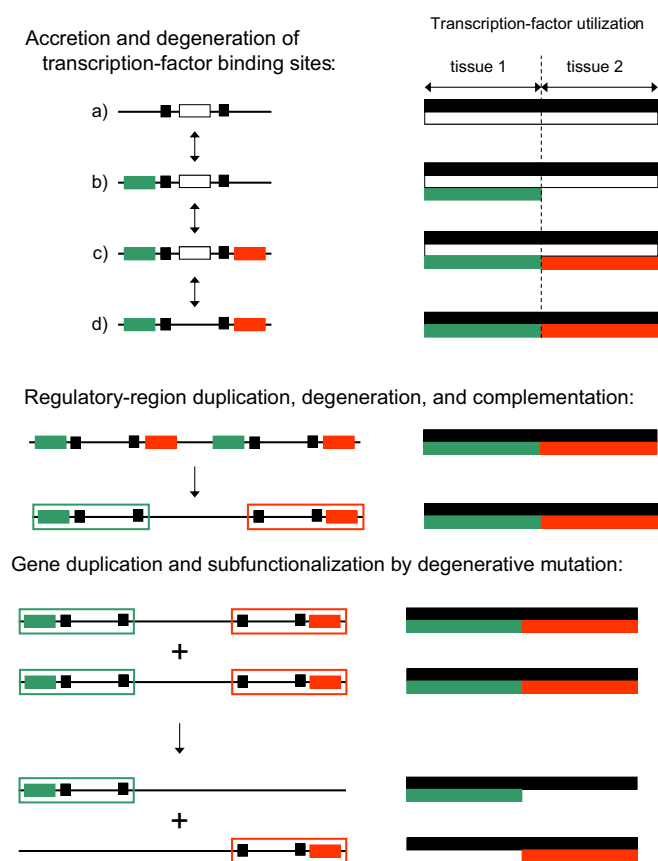 Accretion and degeneration of
transcription-factor binding sites:
Transcription-factor utilization
tissue 1
tissue 2
a)
b)
c)
d)
Regulatory-region duplication, degeneration, and complementation:
Gene duplication and subfunctionalization by degenerative mutation:
+
+